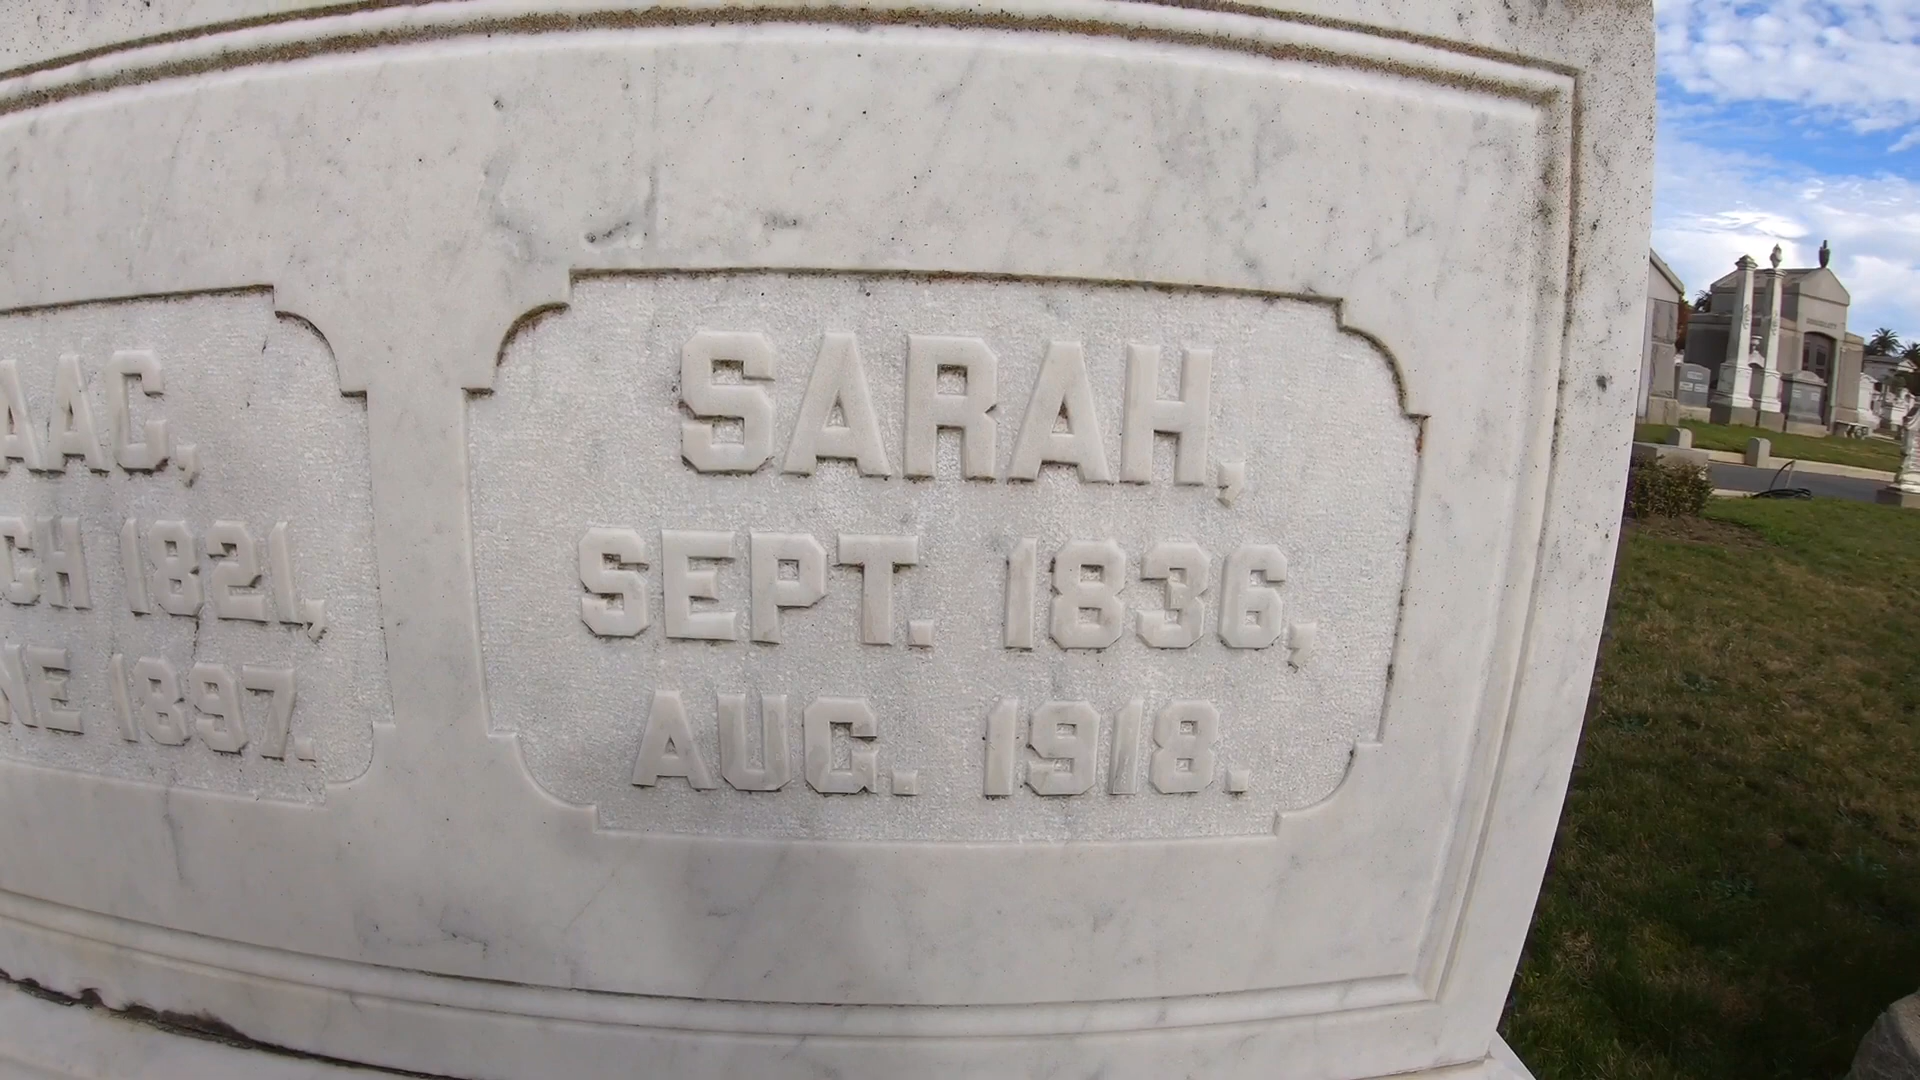 AAC,
CH 1821,
NE 1897.
SARAH,
SEPT. 1836,
AUG. 1918.